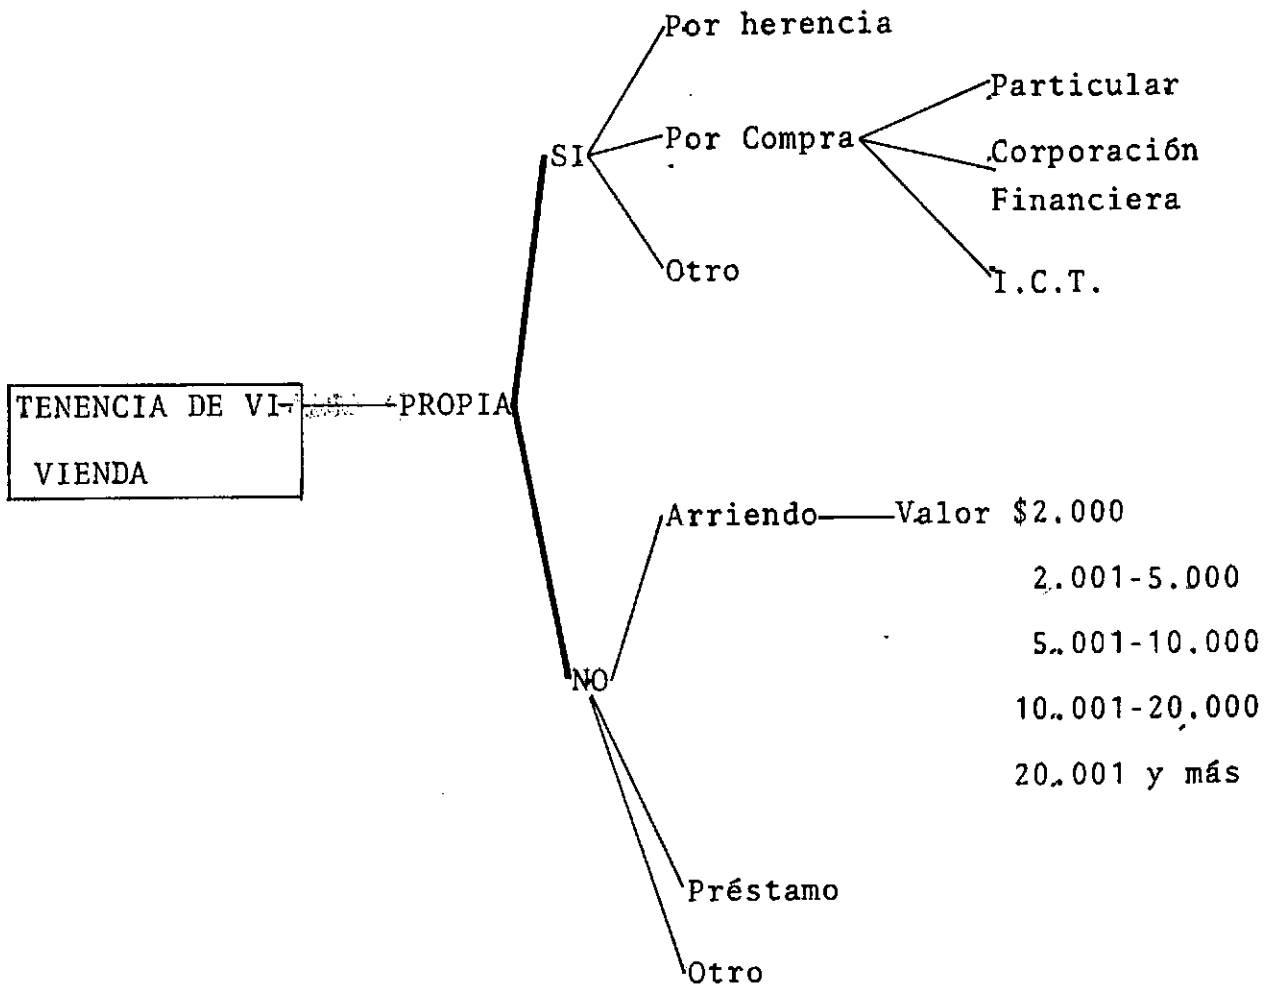 Por herencia
Particular
SI
Por Compra
Corporación
Financiera
Otro
I.C.T.
TENENCIA DE VI-
VIENDA
PROPIA
Arriendo
Valor $2.000
2.001-5.000
5.001-10.000
10.001-20.000
20.001 y más
NO
Préstamo
Otro